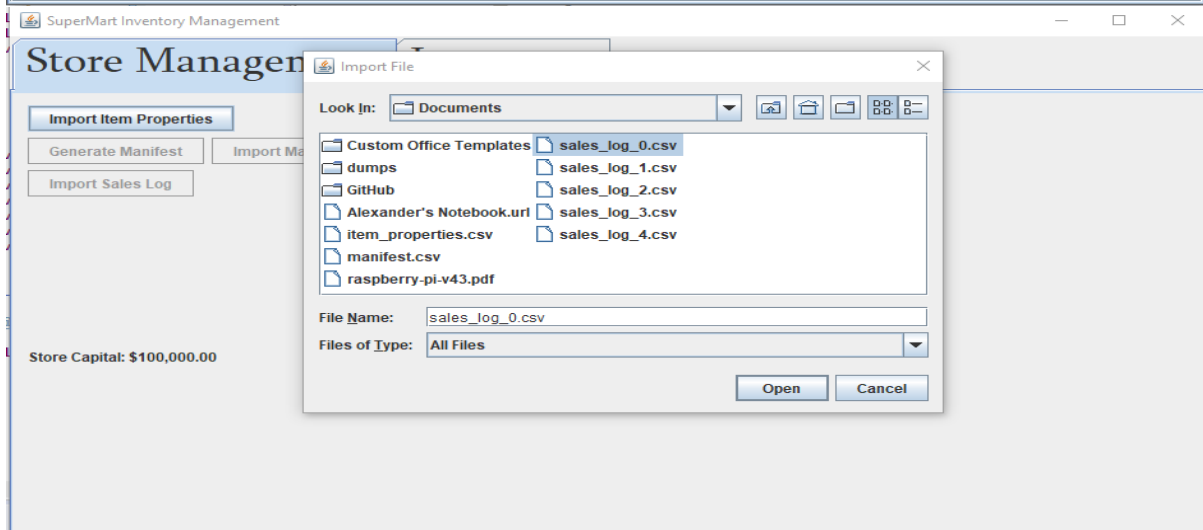 SuperMart Inventory Management
Store Managen
Import File
Look In: Documents
Import Item Properties
Generate Manifest Import Ma
Import Sales Log
Custom Office Templates sales_log_0.csv
dumps sales_log_1.csv
GitHub sales_log_2.csv
Alexander's Notebook.url sales_log_3.csv
item_properties.csv sales_log_4.csv
manifest.csv
raspberry-pi-v43.pdf
File Name: sales_log_0.csv
Files of Type: All Files
Store Capital: $100,000.00
Open Cancel